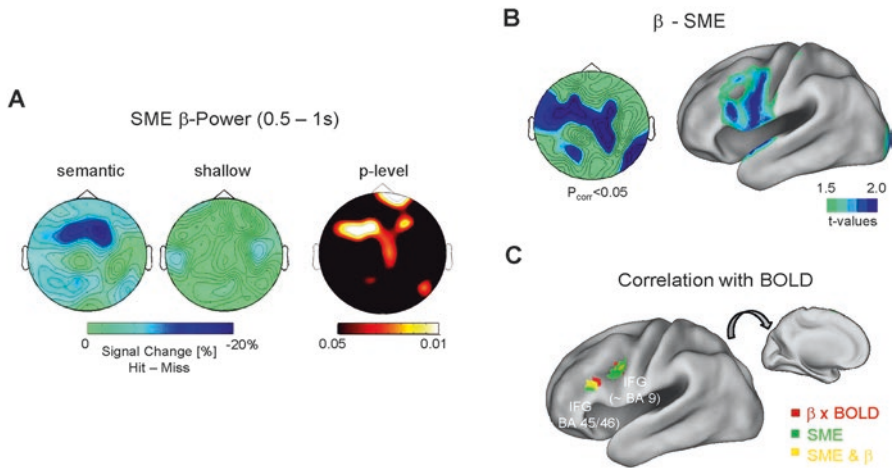 A
SME β-Power (0.5 – 1s)
semantic
shallow
p-level
0
-20%
Signal Change [%]
Hit – Miss
0.05
0.01
B
β - SME
Pcorr<0.05
1.5
2.0
t-values
C
Correlation with BOLD
IFG
(~ BA 9)
IFG
BA 45/46)
β x BOLD
SME
SME & β